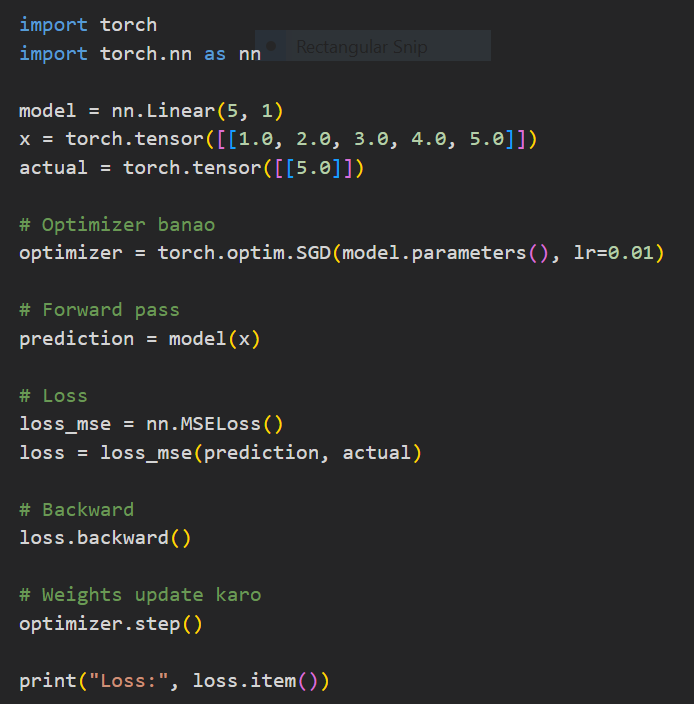 import torch
import torch.nn as nn
Rectangular Snip
model = nn.Linear(5, 1)
x = torch.tensor([[1.0, 2.0, 3.0, 4.0, 5.0]])
actual = torch.tensor([[5.0]])
# Optimizer banao
optimizer = torch.optim.SGD(model.parameters(), lr=0.01)
# Forward pass
prediction = model(x)
# Loss
loss_mse = nn.MSELoss()
loss = loss_mse(prediction, actual)
# Backward
loss.backward()
# Weights update karo
optimizer.step()
print("Loss:", loss.item())